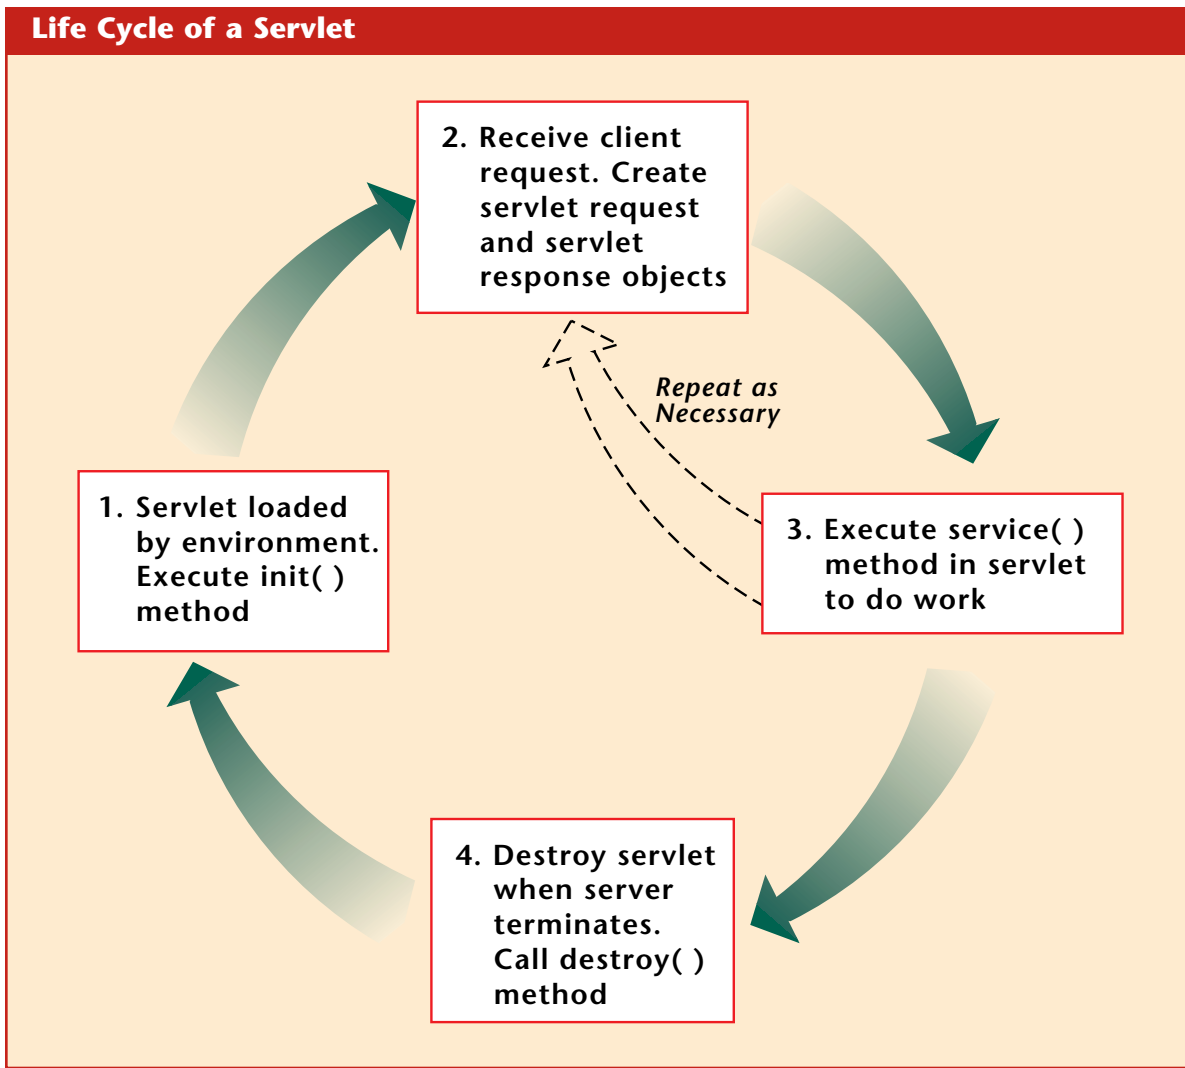 Life Cycle of a Servlet
2. Receive client
request. Create
servlet request
and servlet
response objects
Repeat as
Necessary
1. Servlet loaded
by environment.
Execute init( )
method
3. Execute service( )
method in servlet
to do work
4. Destroy servlet
when server
terminates.
Call destroy( )
method